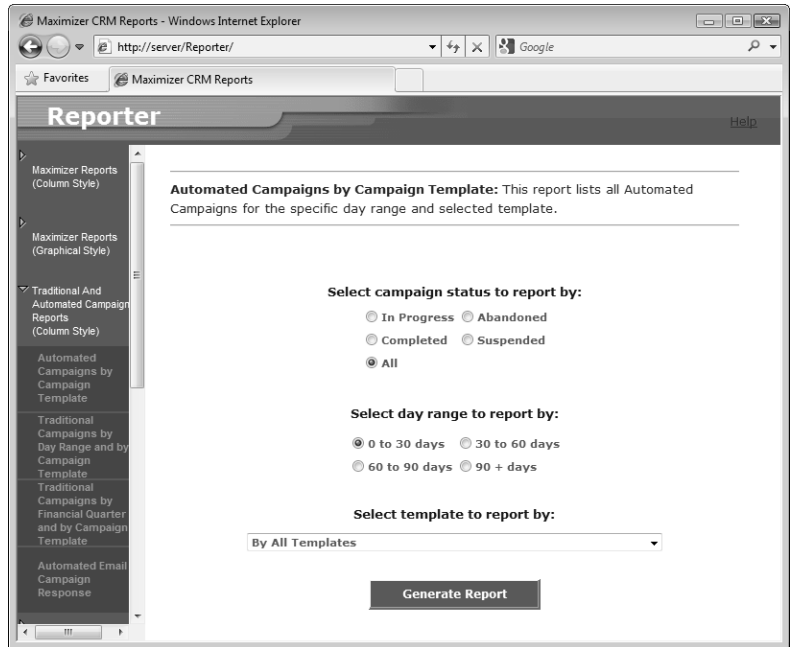 Maximizer CRM Reports - Windows Internet Explorer
http://server/Reporter/
Google
Favorites
Maximizer CRM Reports
Reporter
Help
Maximizer Reports
(Column Style)
Maximizer Reports
(Graphical Style)
Traditional And
Automated Campaign
Reports
(Column Style)
Automated
Campaigns by
Campaign
Template
Traditional
Campaigns by
Day Range and by
Campaign
Template
Traditional
Campaigns by
Financial Quarter
and by Campaign
Template
Automated Email
Campaign
Response
Automated Campaigns by Campaign Template: This report lists all Automated
Campaigns for the specific day range and selected template.
Select campaign status to report by:
In Progress Abandoned
Completed Suspended
All
Select day range to report by:
0 to 30 days 30 to 60 days
60 to 90 days 90 + days
Select template to report by:
By All Templates
Generate Report